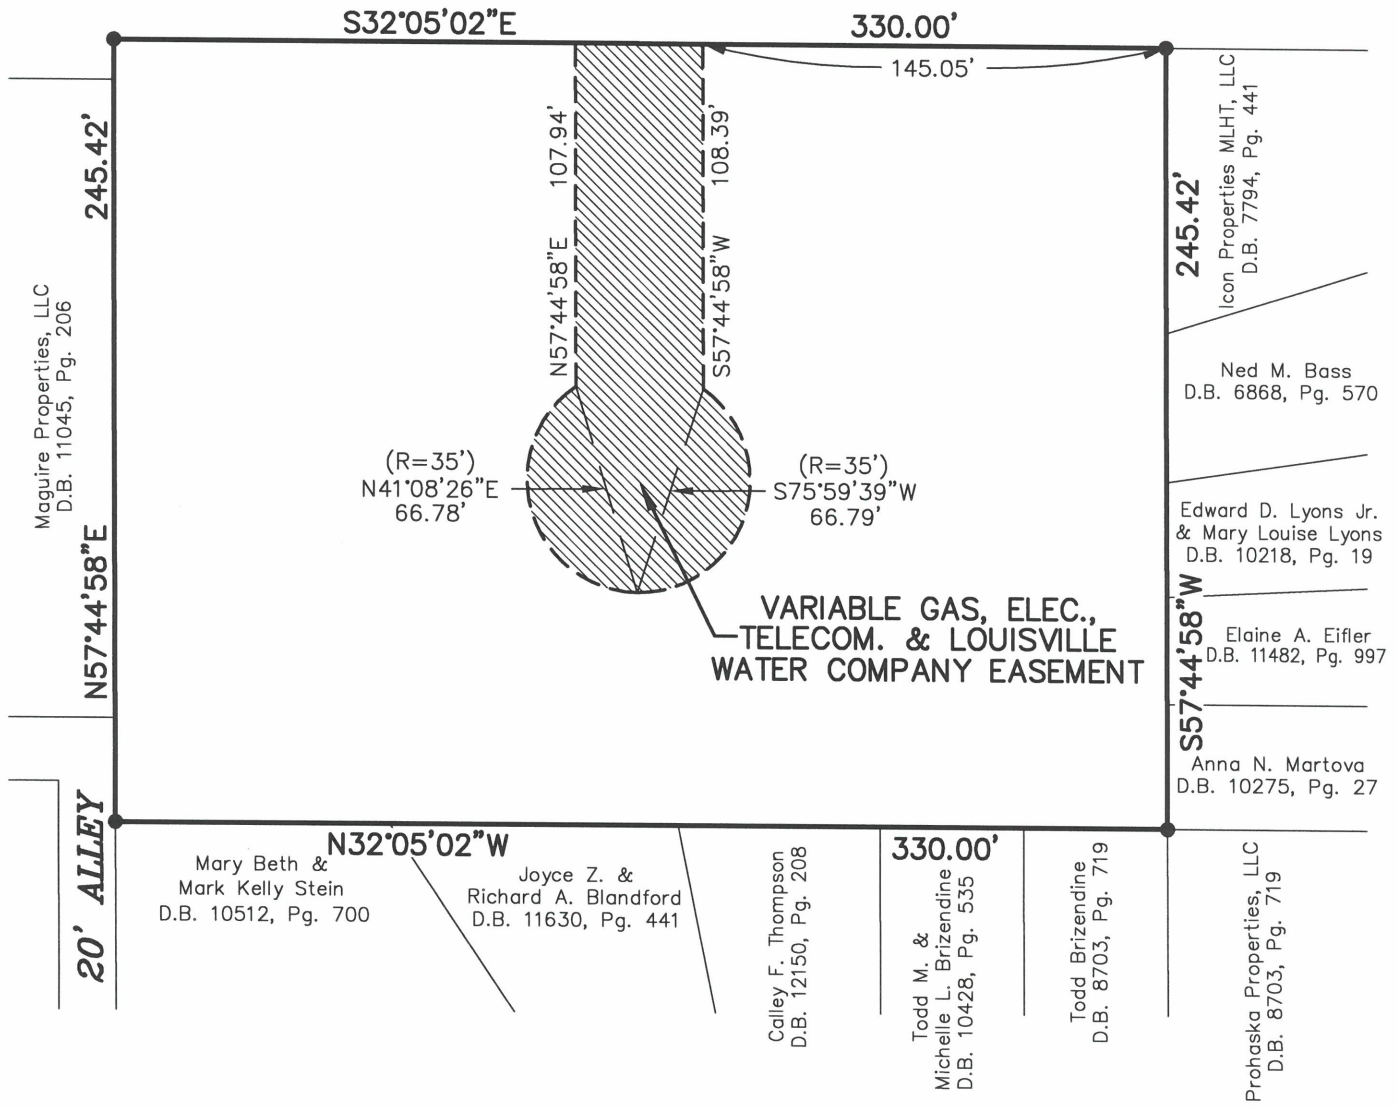 S32°05'02"E
330.00'
145.05'
245.42'
107.94'
108.39'
N57°44'58"E
S57°44'58"W
Icon Properties MLHT, LLC
D.B. 7794, Pg. 441
245.42'
Maguire Properties, LLC
D.B. 11045, Pg. 206
Ned M. Bass
D.B. 6868, Pg. 570
(R=35')
N41°08'26"E
66.78'
(R=35')
S75°59'39"W
66.79'
Edward D. Lyons Jr.
& Mary Louise Lyons
D.B. 10218, Pg. 19
N57°44'58"E
VARIABLE GAS, ELEC.,
TELECOM. & LOUISVILLE
WATER COMPANY EASEMENT
S57°44'58"W
Elaine A. Eifler
D.B. 11482, Pg. 997
Anna N. Martova
D.B. 10275, Pg. 27
20' ALLEY
N32°05'02"W
330.00'
Mary Beth &
Mark Kelly Stein
D.B. 10512, Pg. 700
Joyce Z. &
Richard A. Blandford
D.B. 11630, Pg. 441
Calley F. Thompson
D.B. 12150, Pg. 208
Todd M. &
Michelle L. Brizendine
D.B. 10428, Pg. 535
Todd Brizendine
D.B. 8703, Pg. 719
Prohaska Properties, LLC
D.B. 8703, Pg. 719